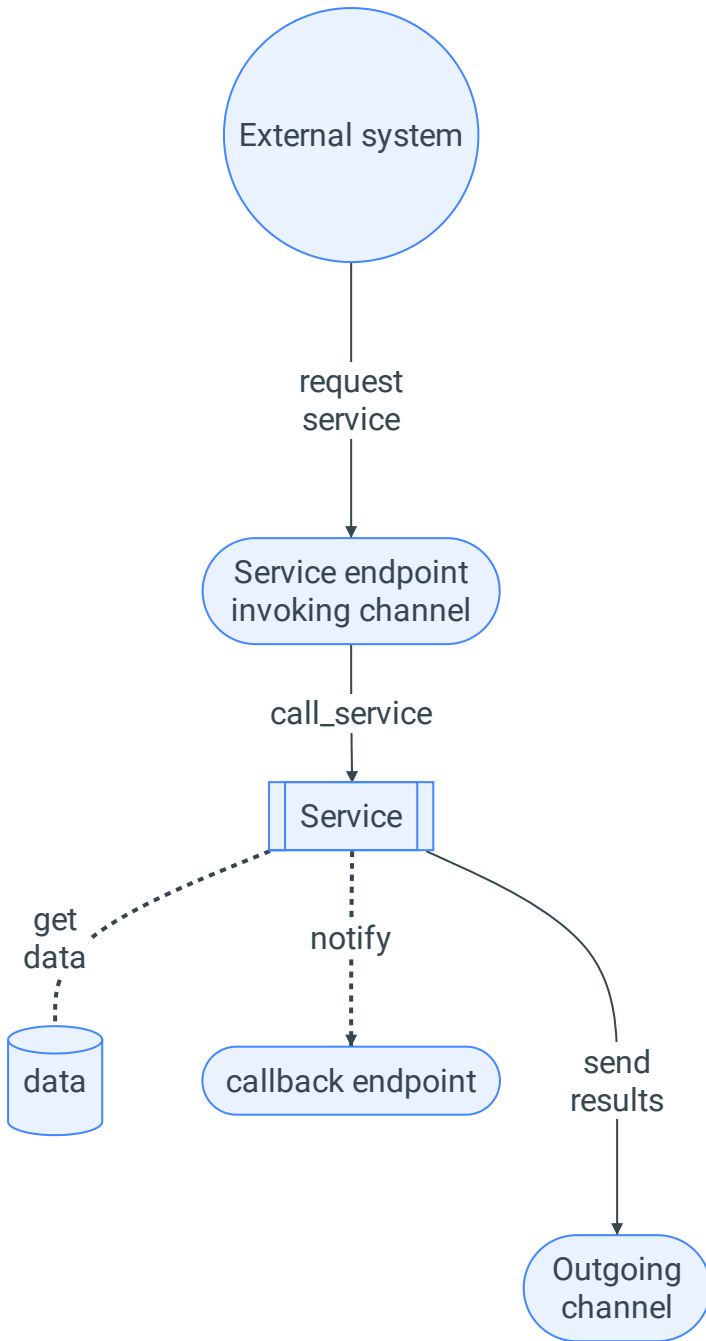 External system
request
service
Service endpoint
invoking channel
call_service
Service
get
data
notify
data
callback endpoint
send
results
Outgoing
channel